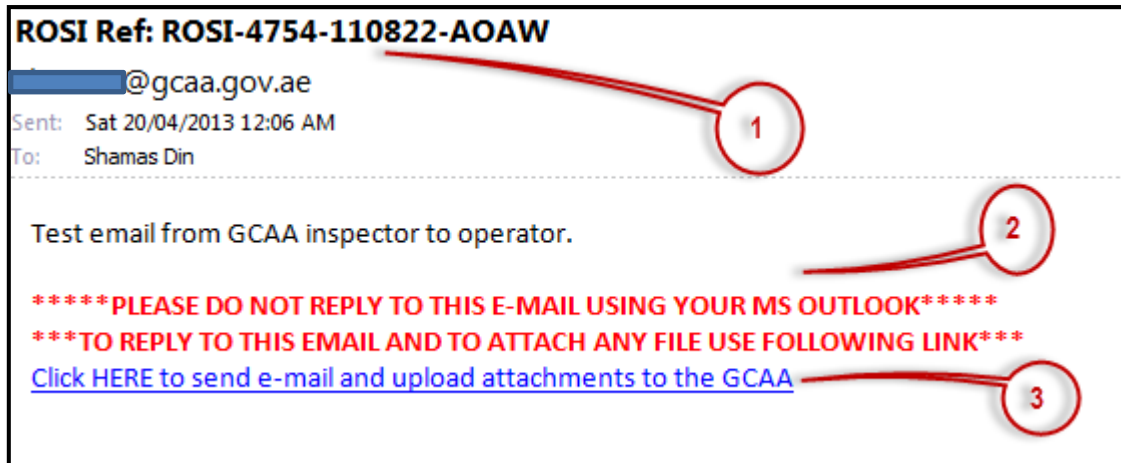 ROSI Ref: ROSI-4754-110822-AOAW
@gcaa.gov.ae
Sent: Sat 20/04/2013 12:06 AM
To: Shamas Din
1
Test email from GCAA inspector to operator.
2
*****PLEASE DO NOT REPLY TO THIS E-MAIL USING YOUR MS OUTLOOK*****
***TO REPLY TO THIS EMAIL AND TO ATTACH ANY FILE USE FOLLOWING LINK***
Click HERE to send e-mail and upload attachments to the GCAA
3